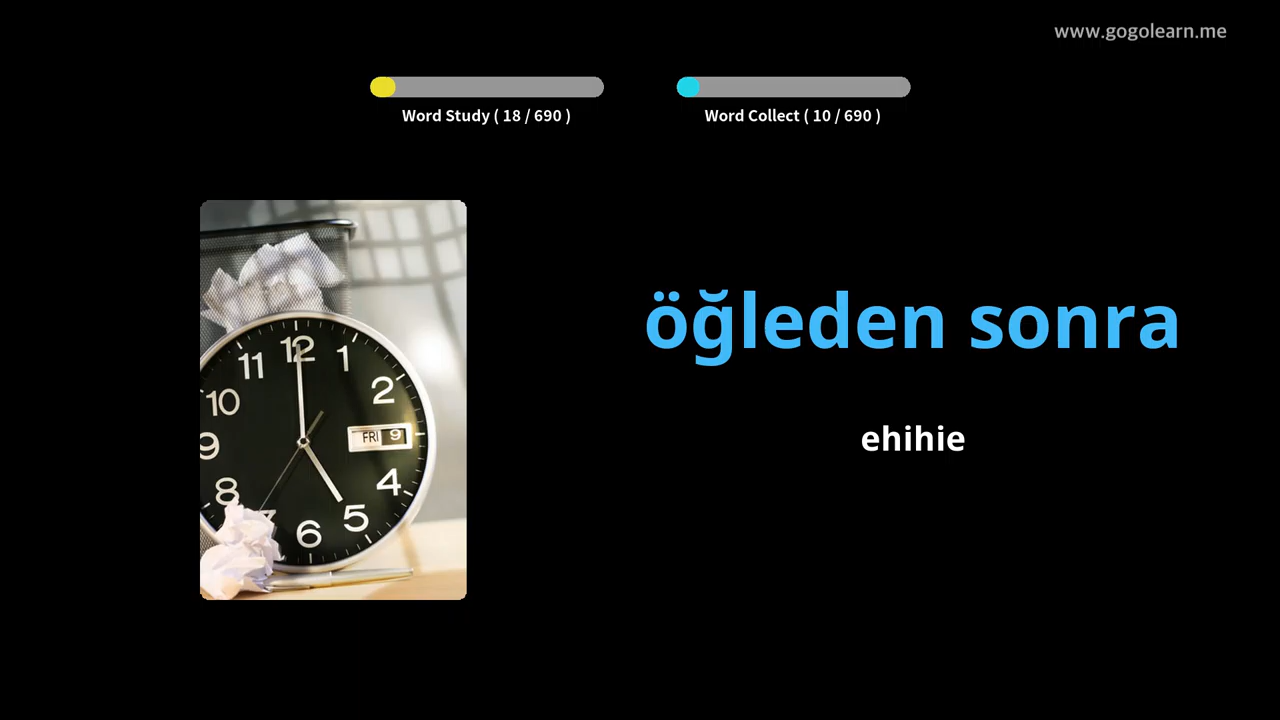 www.gogolearn.me
Word Study ( 18 / 690 )
Word Collect ( 10 / 690 )
öğleden sonra
ehihie
12
11
1
10
2
9
FRI 9
8
4
7
5
6